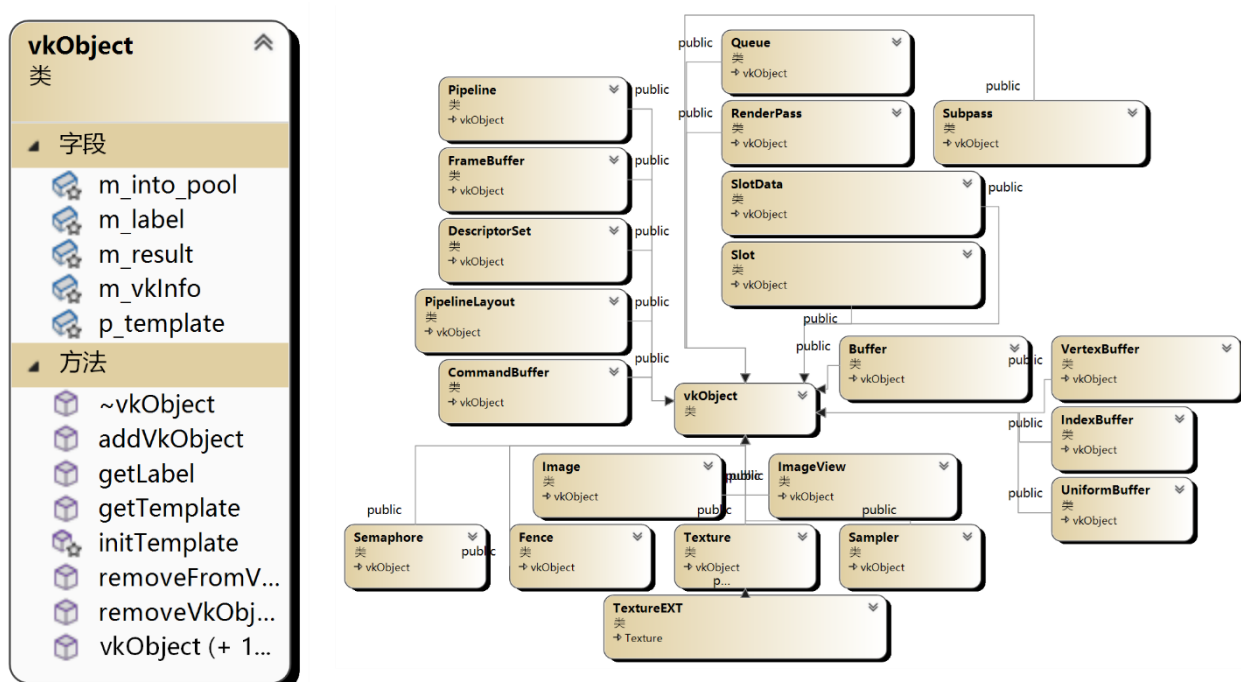 vkObject
类
字段
m_into_pool
m_label
m_result
m_vkInfo
p_template
方法
~vkObject
addVkObject
getLabel
getTemplate
initTemplate
removeFromV...
removeVkObj...
vkObject (+ 1...
public
Queue
类
vkObject
Pipeline
类
vkObject
public
public
RenderPass
类
vkObject
public
Subpass
类
vkObject
FrameBuffer
类
vkObject
public
SlotData
类
vkObject
public
DescriptorSet
类
vkObject
public
Slot
类
vkObject
PipelineLayout
类
vkObject
public
public
public
Buffer
类
vkObject
public
VertexBuffer
类
vkObject
CommandBuffer
类
vkObject
public
vkObject
类
IndexBuffer
类
vkObject
public
Image
类
vkObject
public
ImageView
类
vkObject
UniformBuffer
类
vkObject
public
public
public
public
Semaphore
类
vkObject
public
Fence
类
vkObject
Texture
类
vkObject
p...
Sampler
类
vkObject
TextureEXT
类
Texture